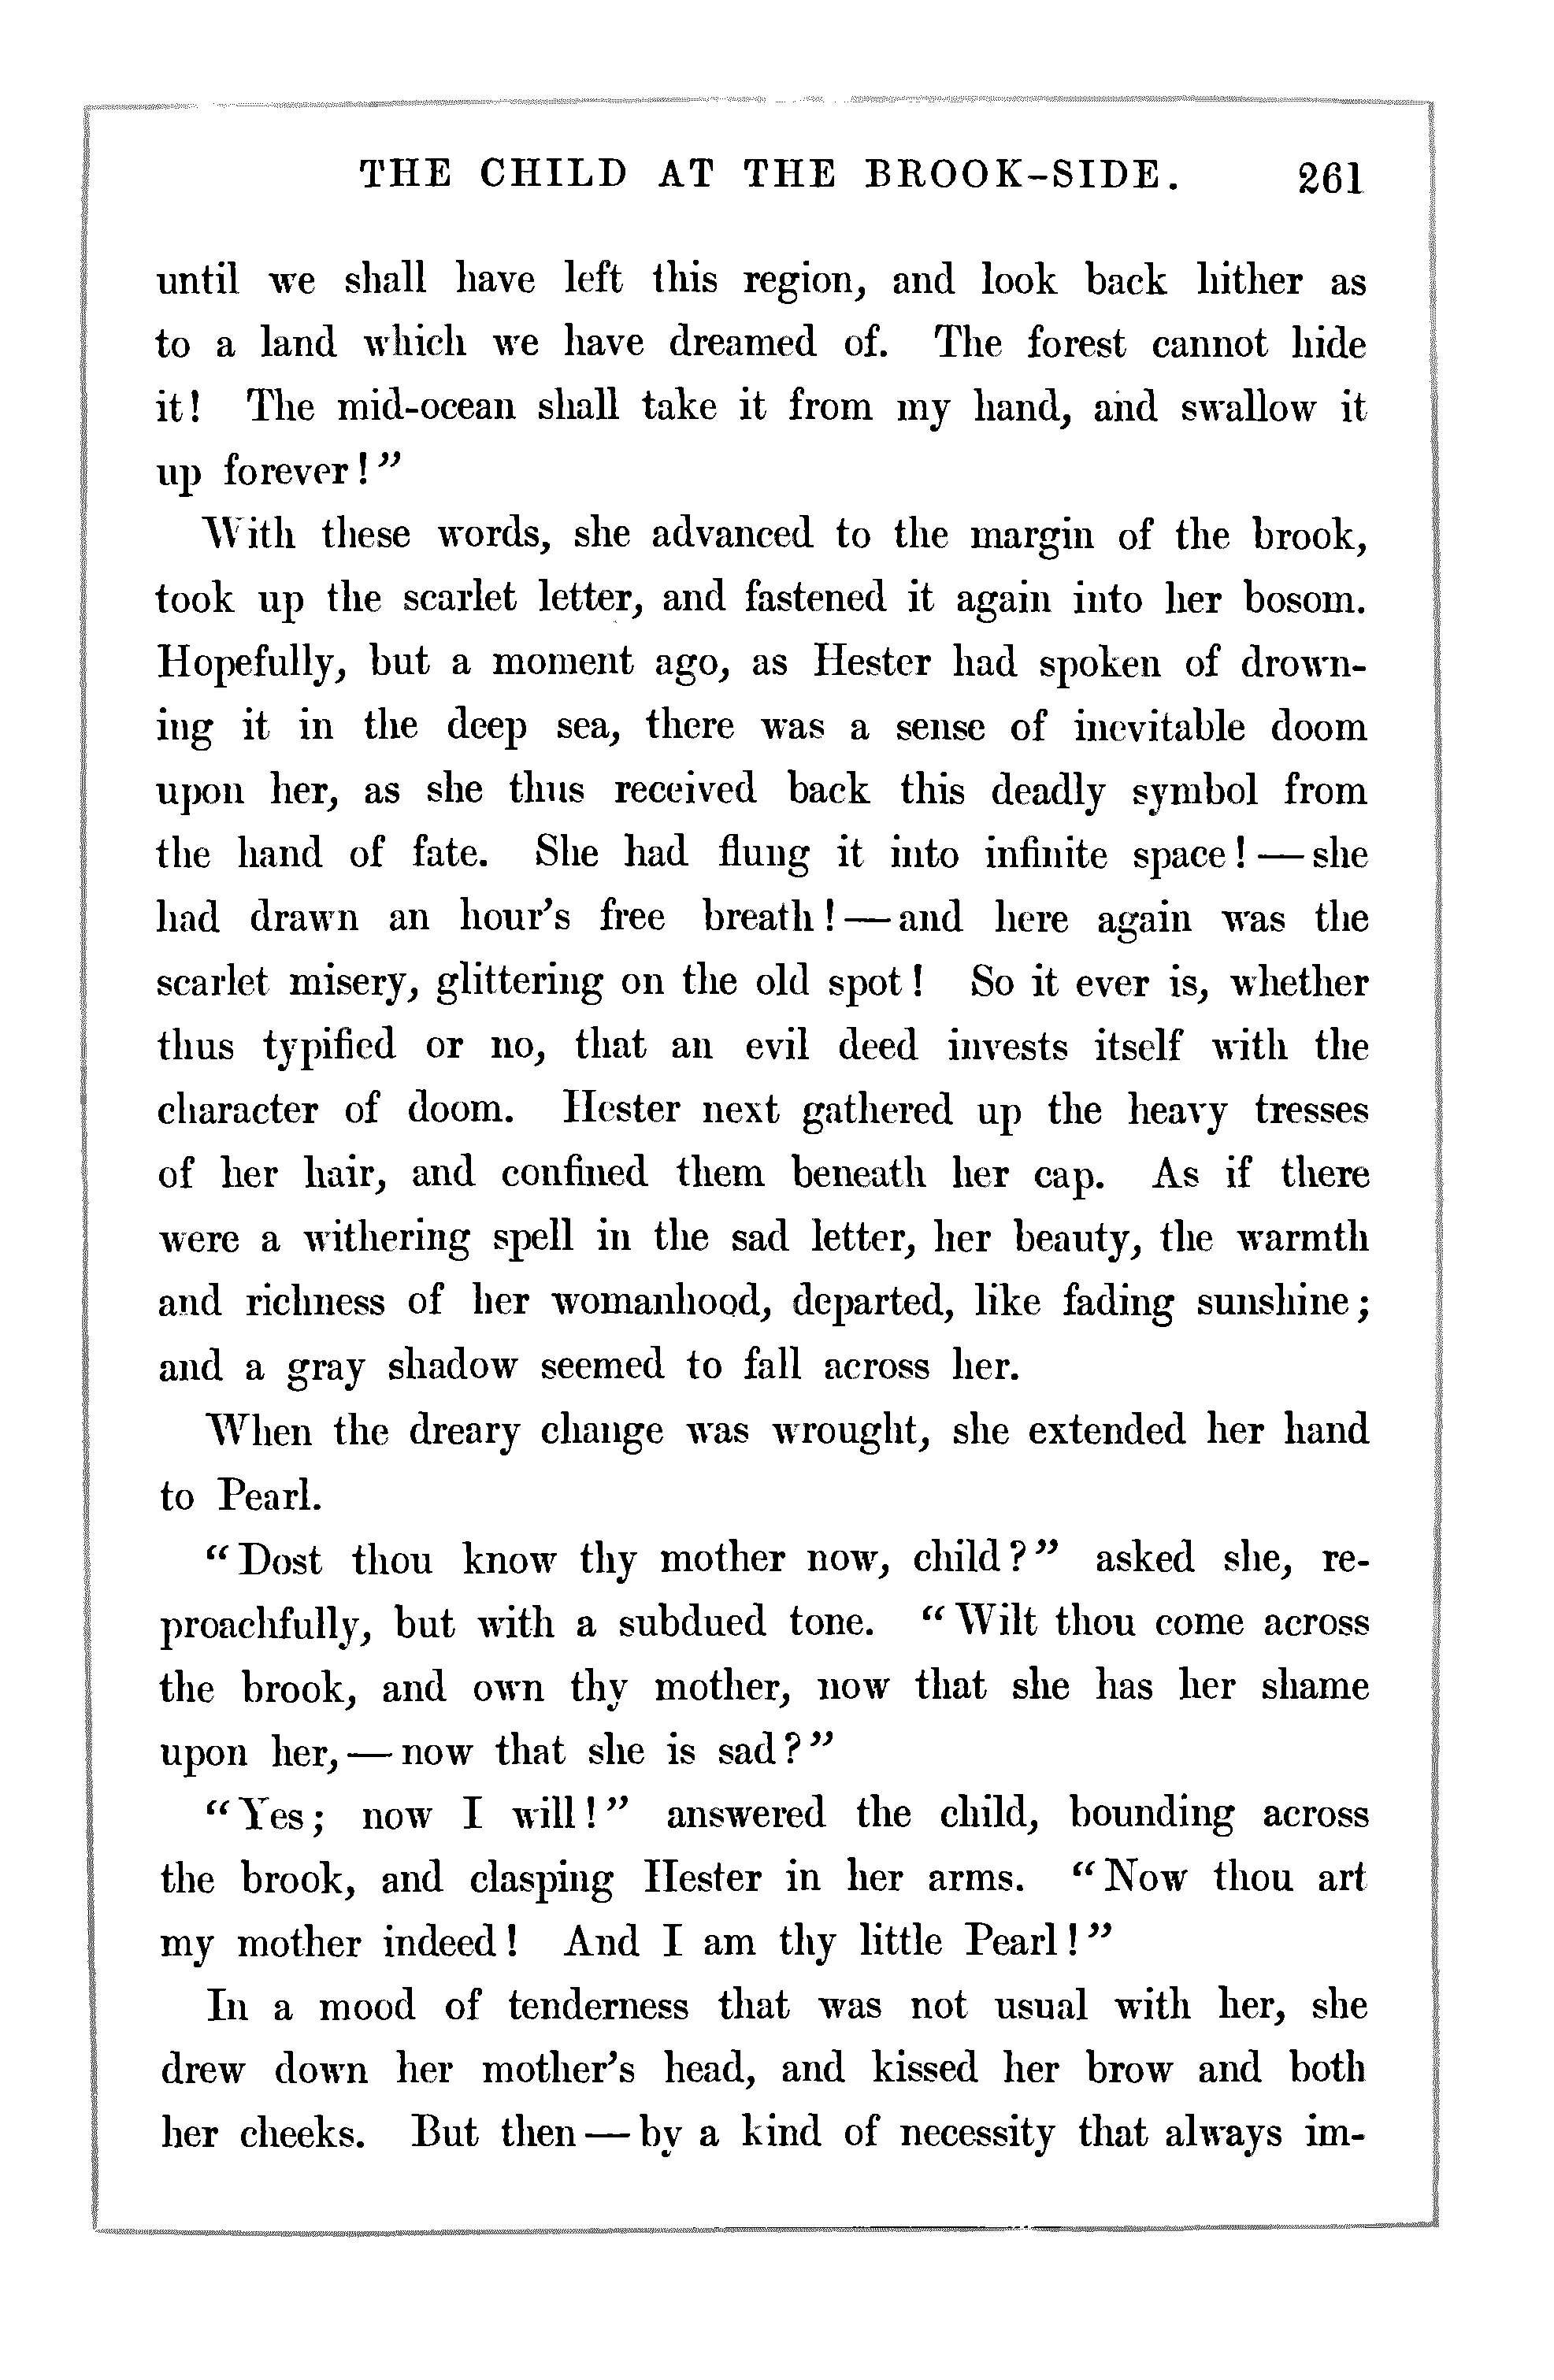 THE CHILD AT THE BROOK-SIDE. 261
until we shall have left this region, and look back hither as
to a land which we have dreamed of. The forest cannot hide
it! The mid-ocean shall take it from my hand, and swallow it
up forever!”
With these words, she advanced to the margin of the brook,
took up the scarlet letter, and fastened it again into her bosom.
Hopefully, but a moment ago, as Hester had spoken of drown-
ing it in the deep sea, there was a sense of inevitable doom
upon her, as she thus received back this deadly symbol from
the hand of fate. She had flung it into infinite space! — she
had drawn an hour’s free breath! — and here again was the
scarlet misery, glittering on the old spot! So it ever is, whether
thus typified or no, that an evil deed invests itself with the
character of doom. Hester next gathered up the heavy tresses
of her hair, and confined them beneath her cap. As if there
were a withering spell in the sad letter, her beauty, the warmth
and richness of her womanhood, departed, like fading sunshine;
and a gray shadow seemed to fall across her.
When the dreary change was wrought, she extended her hand
to Pearl.
“Dost thou know thy mother now, child?” asked she, re-
proachfully, but with a subdued tone. “Wilt thou come across
the brook, and own thy mother, now that she has her shame
upon her, — now that she is sad?”
“Yes; now I will!” answered the child, bounding across
the brook, and clasping Hester in her arms. “Now thou art
my mother indeed! And I am thy little Pearl!”
In a mood of tenderness that was not usual with her, she
drew down her mother’s head, and kissed her brow and both
her cheeks. But then — by a kind of necessity that always im-